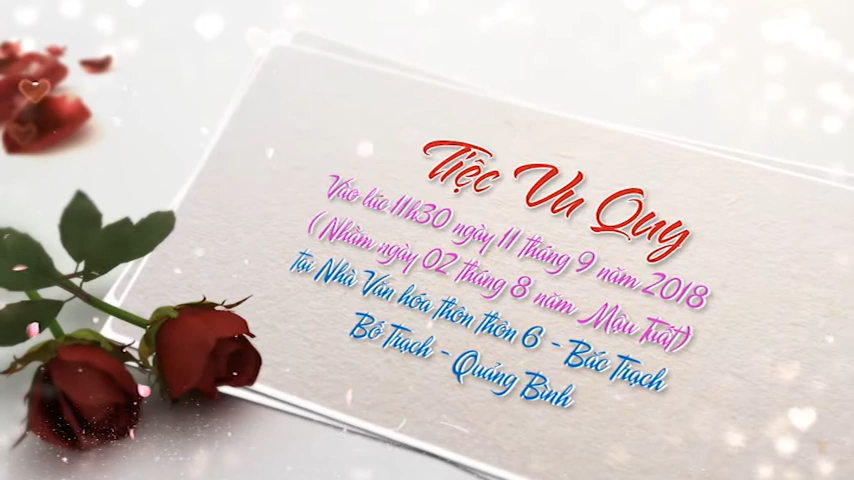 Tiệc Vu Quy
Vào lúc 11h30 ngày 11 tháng 9 năm 2018
( Nhằm ngày 02 tháng 8 năm Mậu Tuất)
Tại Nhà Văn hóa thôn thôn 6 - Bắc Trạch
Bố Trạch - Quảng Bình